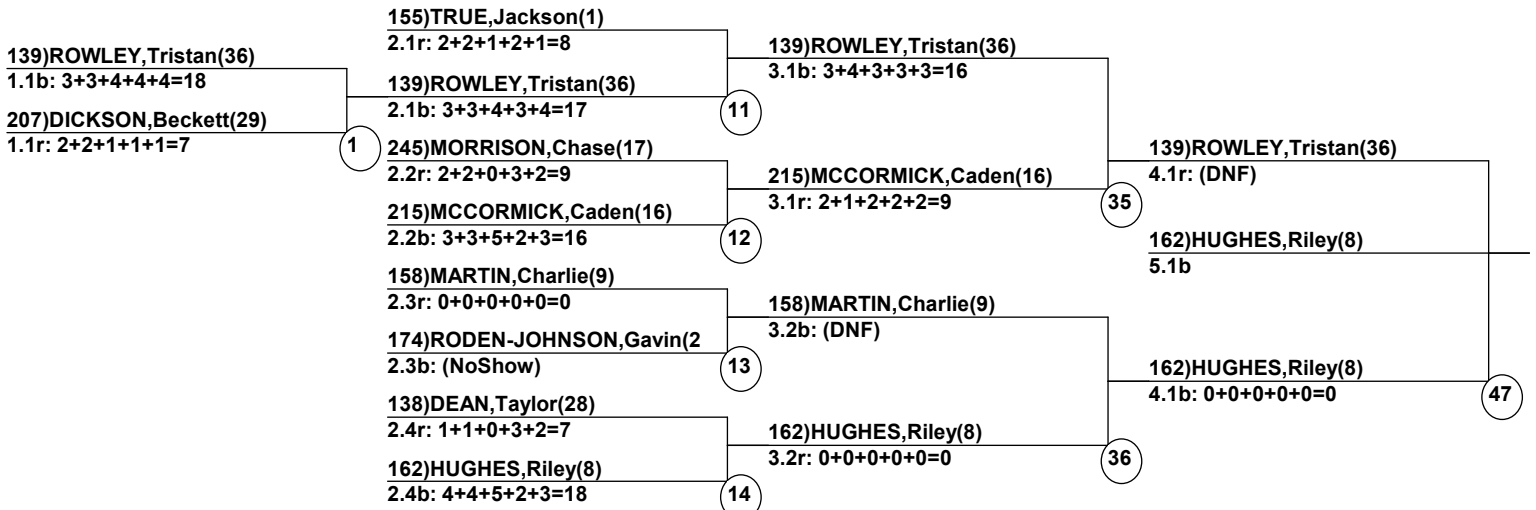 139)ROWLEY,Tristan(36)
1.1b: 3+3+4+4+4=18
207)DICKSON,Beckett(29)
1.1r: 2+2+1+1+1=7
1
155)TRUE,Jackson(1)
2.1r: 2+2+1+2+1=8
139)ROWLEY,Tristan(36)
2.1b: 3+3+4+3+4=17
11
245)MORRISON,Chase(17)
2.2r: 2+2+0+3+2=9
215)MCCORMICK,Caden(16)
2.2b: 3+3+5+2+3=16
12
158)MARTIN,Charlie(9)
2.3r: 0+0+0+0+0=0
174)RODEN-JOHNSON,Gavin(2
2.3b: (NoShow)
13
138)DEAN,Taylor(28)
2.4r: 1+1+0+3+2=7
162)HUGHES,Riley(8)
2.4b: 4+4+5+2+3=18
14
139)ROWLEY,Tristan(36)
3.1b: 3+4+3+3+3=16
215)MCCORMICK,Caden(16)
3.1r: 2+1+2+2+2=9
35
158)MARTIN,Charlie(9)
3.2b: (DNF)
162)HUGHES,Riley(8)
3.2r: 0+0+0+0+0=0
36
139)ROWLEY,Tristan(36)
4.1r: (DNF)
162)HUGHES,Riley(8)
5.1b
162)HUGHES,Riley(8)
4.1b: 0+0+0+0+0=0
47